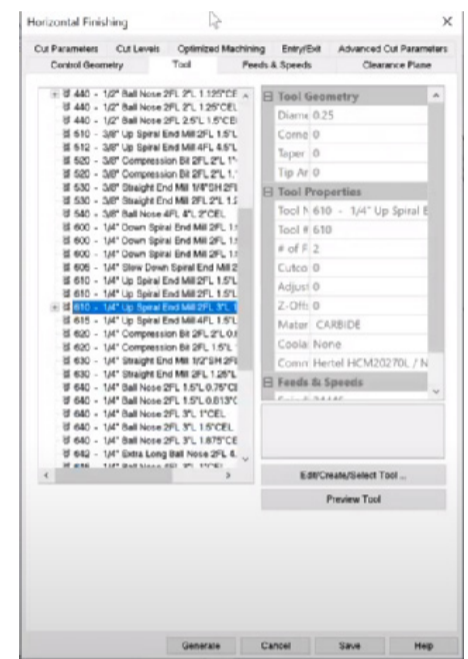 Horizontal Finishing
Cut Parameters Cut Levels Optimized Machining Entry/Exit Advanced Cut Parameters
Control Geometry Tool Feeds & Speeds Clearance Plane
440 - 1/2" Ball Nose 2FL 2"L 1.125"CE
440 - 1/2" Ball Nose 2FL 2"L 1.25"CEL
440 - 1/2" Ball Nose 2FL 2.5"L 1.5"CE
510 - 3/8" Up Spiral End Mill 2FL 1.5"L
512 - 3/8" Up Spiral End Mill 4FL 4.5"L
520 - 3/8" Compression Bit 2FL 2"L 1"
520 - 3/8" Compression Bit 2FL 2"L 1.
530 - 3/8" Straight End Mill 1/4"SH 2Fl
530 - 3/8" Straight End Mill 2FL 2"L 1.2
540 - 3/8" Ball Nose 4FL 4"L 2"CEL
600 - 1/4" Down Spiral End Mill 2FL
600 - 1/4" Down Spiral End Mill 2FL
600 - 1/4" Down Spiral End Mill 2FL
605 - 1/4" Slow Down Spiral End Mill 2
610 - 1/4" Up Spiral End Mill 2FL 1.5"L
610 - 1/4" Up Spiral End Mill 2FL 1.5"L
610 - 1/4" Up Spiral End Mill 2FL 3"L
615 - 1/4" Up Spiral End Mill 4FL 1.5"L
620 - 1/4" Compression Bit 2FL 2"L
620 - 1/4" Compression Bit 2FL 1.5"L
630 - 1/4" Straight End Mill 1/2"SH 2Fl
630 - 1/4" Straight End Mill 2FL 1.25"L
640 - 1/4" Ball Nose 2FL 1.5"L 0.75"CE
640 - 1/4" Ball Nose 2FL 1.5"L 0.813"C
640 - 1/4" Ball Nose 2FL 3"L 1"CEL
640 - 1/4" Ball Nose 2FL 3"L 1.5"CEL
640 - 1/4" Ball Nose 2FL 3"L 1.875"CE
642 - 1/4" Extra Long Ball Nose 2FL
Tool Geometry
Diame 0.25
Corne 0
Taper 0
Tip Ar 0
Tool Properties
Tool N 610 - 1/4" Up Spiral E
Tool # 610
# of F 2
Cutco 0
Adjust 0
Z-Offs 0
Mater CARBIDE
Coola None
Comm Hertel HCM20270L / N
Feeds & Speeds
Edit/Create/Select Tool ...
Preview Tool
Generate Cancel Save Help